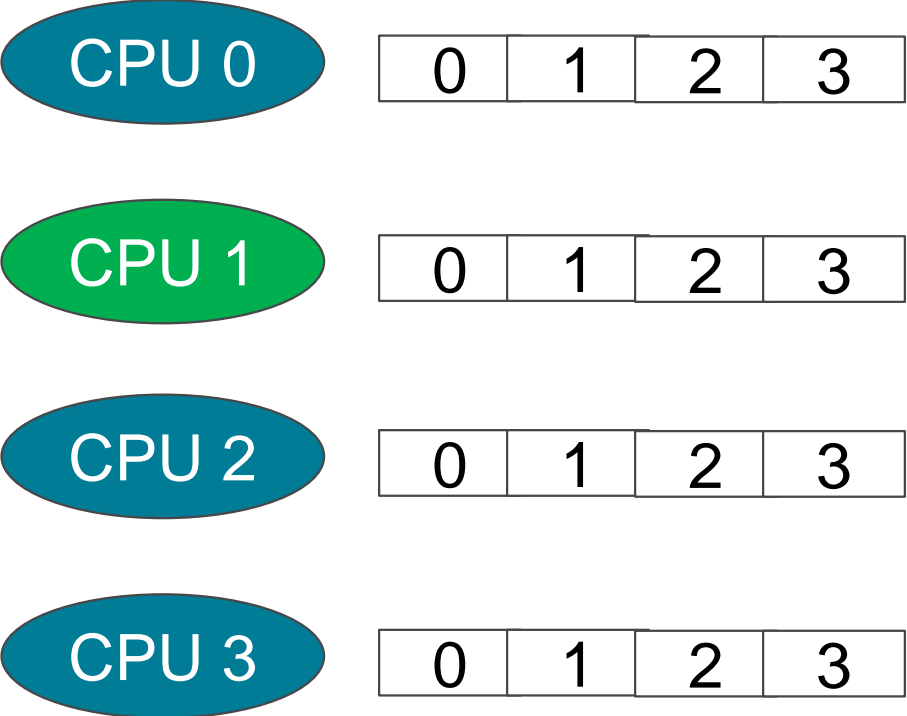 CPU 0 0 1 2 3
CPU 1 0 1 2 3
CPU 2 0 1 2 3
CPU 3 0 1 2 3